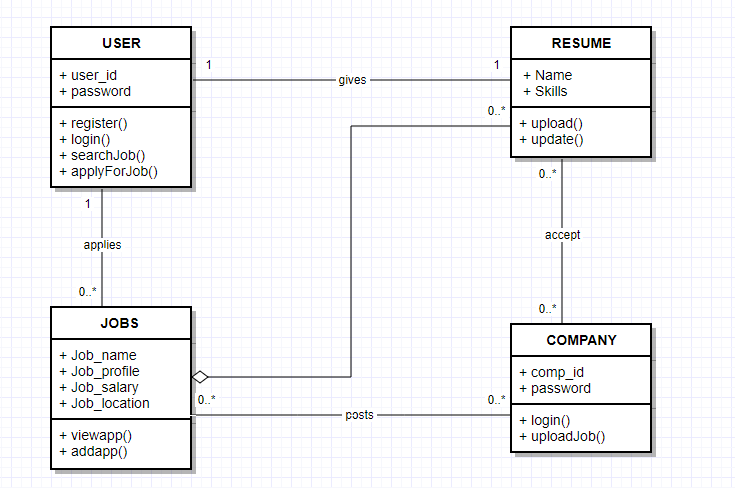 USER
+ user_id
+ password
+ register()
+ login()
+ searchJob()
+ applyForJob()
1
gives
1
RESUME
+ Name
+ Skills
+ upload()
+ update()
0..*
1
applies
0..*
0..*
accept
0..*
JOBS
+ Job_name
+ Job_profile
+ Job_salary
+ Job_location
+ viewapp()
+ addapp()
0..*
posts
0..*
COMPANY
+ comp_id
+ password
+ login()
+ uploadJob()